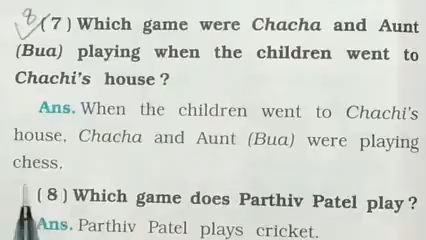 8
(7) Which game were Chacha and Aunt
(Bua) playing when the children went to
Chachi's house?
Ans. When the children went to Chachi's
house, Chacha and Aunt (Bua) were playing
chess.
(8) Which game does Parthiv Patel play?
Ans. Parthiv Patel plays cricket.